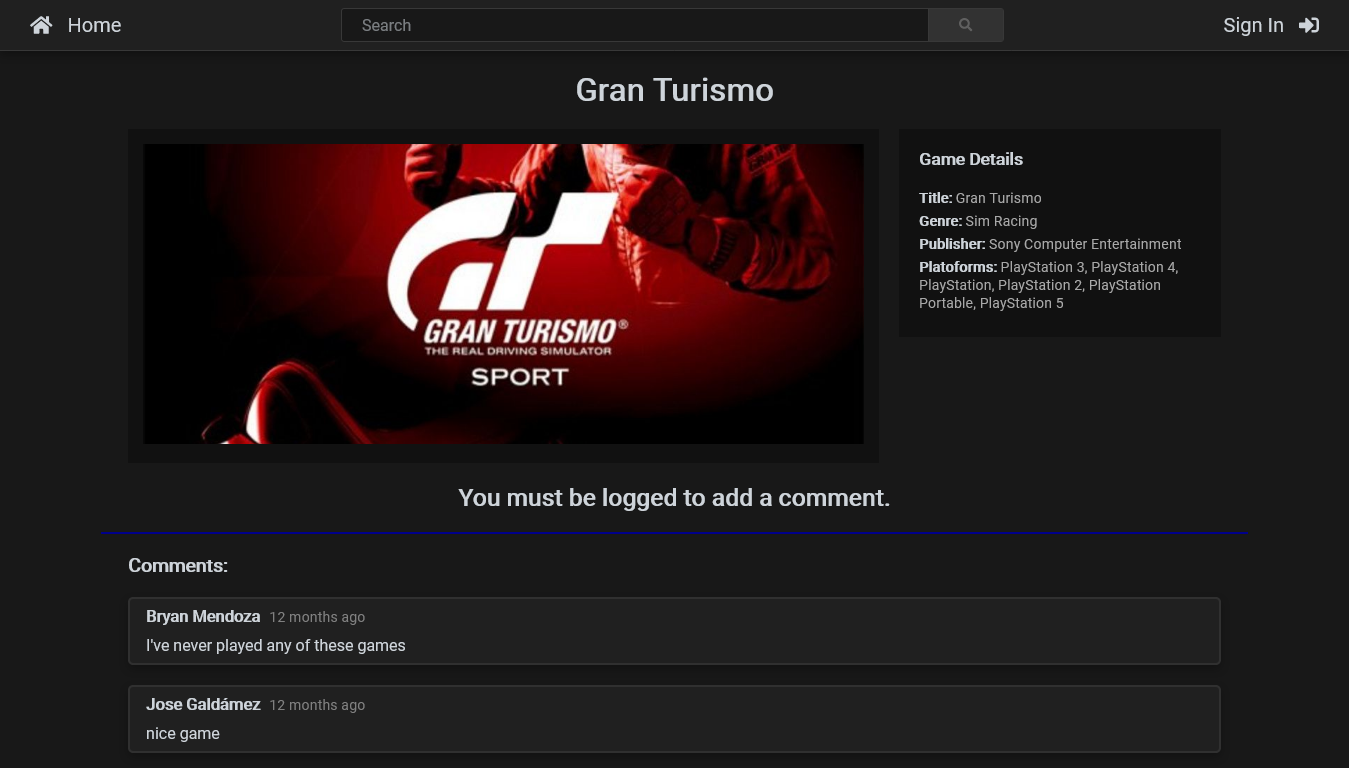 Home
Search
Sign In
Gran Turismo
GRAN TURISMO®
THE REAL DRIVING SIMULATOR
SPORT
Game Details
Title: Gran Turismo
Genre: Sim Racing
Publisher: Sony Computer Entertainment
Platoforms: PlayStation 3, PlayStation 4,
PlayStation, PlayStation 2, PlayStation
Portable, PlayStation 5
You must be logged to add a comment.
Comments:
Bryan Mendoza 12 months ago
I've never played any of these games
Jose Galdámez 12 months ago
nice game